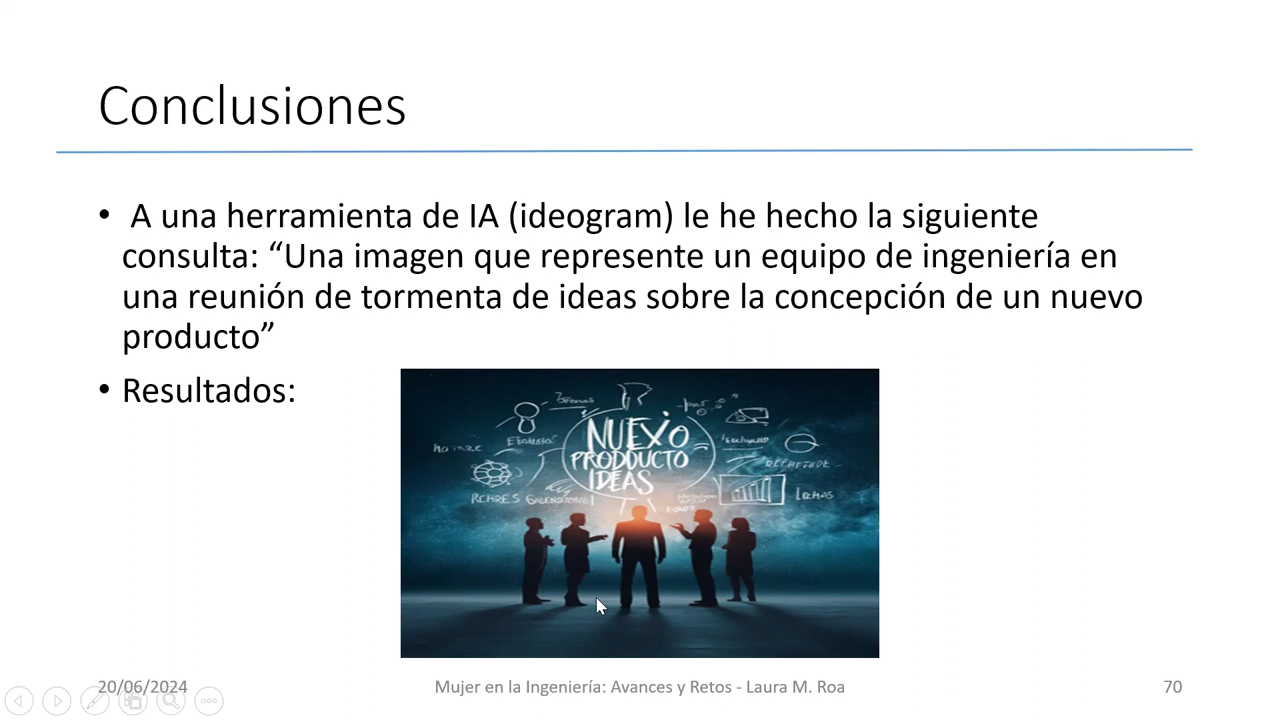 Conclusiones
• A una herramienta de IA (ideogram) le he hecho la siguiente
consulta: “Una imagen que represente un equipo de ingeniería en
una reunión de tormenta de ideas sobre la concepción de un nuevo
producto”
• Resultados:
NUEXO
PRODUCTO
IDEAS
20/06/2024
Mujer en la Ingeniería: Avances y Retos - Laura M. Roa
70